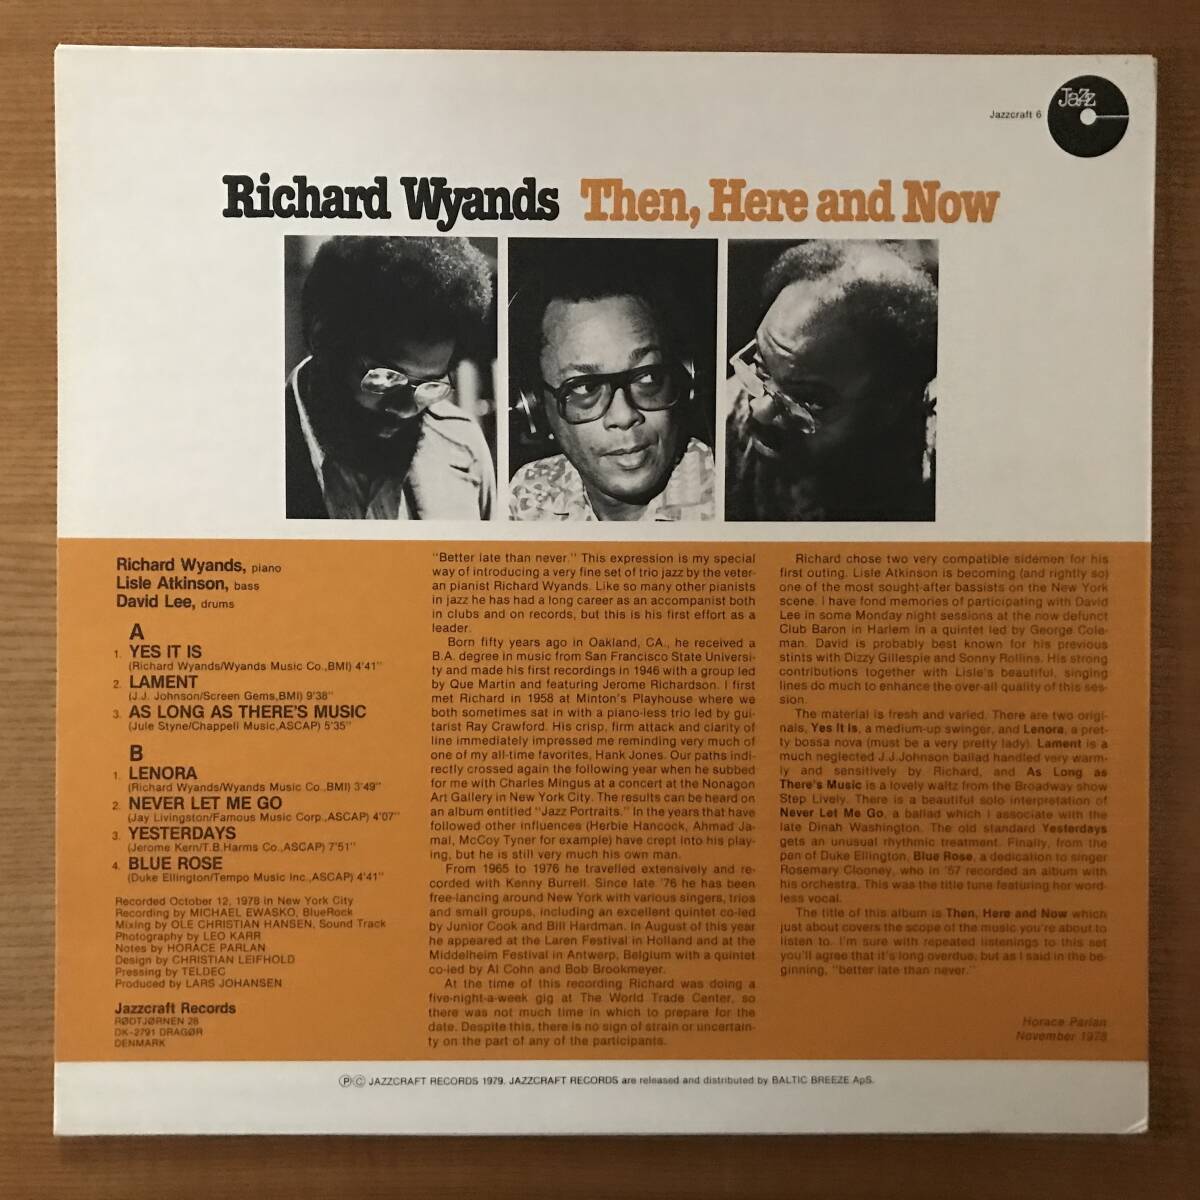 Jazz
Jazzcraft 6
Richard Wyands Then, Here and Now
Richard Wyands, piano
Lisle Atkinson, bass
David Lee, drums
A
1. YES IT IS
(Richard Wyands/Wyands Music Co.,BMI) 4'41"
2. LAMENT
(J.J. Johnson/Screen Gems,BMI) 9'38"
3. AS LONG AS THERE'S MUSIC
(Jule Styne/Chappell Music,ASCAP) 5'35"
B
1. LENORA
(Richard Wyands/Wyands Music Co.,BMI) 3'49"
2. NEVER LET ME GO
(Jay Livingston/Famous Music Corp.,ASCAP) 4'07"
3. YESTERDAYS
(Jerome Kern/T.B.Harms Co.,ASCAP) 7'51"
4. BLUE ROSE
(Duke Ellington/Tempo Music Inc.,ASCAP) 4'41"
Recorded October 12, 1978 in New York City
Recording by MICHAEL EWASKO, BlueRock
Mixing by OLE CHRISTIAN HANSEN, Sound Track
Photography by LEO KARR
Notes by HORACE PARLAN
Design by CHRISTIAN LEIFHOLD
Pressing by TELDEC
Produced by LARS JOHANSEN
Jazzcraft Records
RØDTJØRNEN 28
DK-2791 DRAGØR
DENMARK
"Better late than never." This expression is my special
way of introducing a very fine set of trio jazz by the veter-
an pianist Richard Wyands. Like so many other pianists
in jazz he has had a long career as an accompanist both
in clubs and on records, but this is his first effort as a
leader.
Born fifty years ago in Oakland, CA., he received a
B.A. degree in music from San Francisco State Universi-
ty and made his first recordings in 1946 with a group led
by Que Martin and featuring Jerome Richardson. I first
met Richard in 1958 at Minton's Playhouse where we
both sometimes sat in with a piano-less trio led by gui-
tarist Ray Crawford. His crisp, firm attack and clarity of
line immediately impressed me reminding very much of
one of my all-time favorites, Hank Jones. Our paths indi-
rectly crossed again the following year when he subbed
for me with Charles Mingus at a concert at the Nonagon
Art Gallery in New York City. The results can be heard on
an album entitled "Jazz Portraits." In the years that have
followed other influences (Herbie Hancock, Ahmad Ja-
mal, McCoy Tyner for example) have crept into his play-
ing, but he is still very much his own man.
From 1965 to 1976 he travelled extensively and re-
corded with Kenny Burrell. Since late '76 he has been
free-lancing around New York with various singers, trios
and small groups, including an excellent quintet co-led
by Junior Cook and Bill Hardman. In August of this year
he appeared at the Laren Festival in Holland and at the
Middelheim Festival in Antwerp, Belgium with a quintet
co-led by Al Cohn and Bob Brookmeyer.
At the time of this recording Richard was doing a
five-night-a-week gig at The World Trade Center, so
there was not much time in which to prepare for the
date. Despite this, there is no sign of strain or uncertain-
ty on the part of any of the participants.
Richard chose two very compatible sidemen for his
first outing. Lisle Atkinson is becoming (and rightly so)
one of the most sought-after bassists on the New York
scene. I have fond memories of participating with David
Lee in some Monday night sessions at the now defunct
Club Baron in Harlem in a quintet led by George Cole-
man. David is probably best known for his previous
stints with Dizzy Gillespie and Sonny Rollins. His strong
contributions together with Lisle's beautiful, singing
lines do much to enhance the over-all quality of this ses-
sion.
The material is fresh and varied. There are two origi-
nals, Yes It Is, a medium-up swinger, and Lenora, a pret-
ty bossa nova (must be a very pretty lady). Lament is a
much neglected J.J.Johnson ballad handled very warm-
ly and sensitively by Richard, and As Long as
There's Music is a lovely waltz from the Broadway show
Step Lively. There is a beautiful solo interpretation of
Never Let Me Go, a ballad which I associate with the
late Dinah Washington. The old standard Yesterdays
gets an unusual rhythmic treatment. Finally, from the
pen of Duke Ellington, Blue Rose, a dedication to singer
Rosemary Clooney, who in '57 recorded an album with
his orchestra. This was the title tune featuring her word-
less vocal.
The title of this album is Then, Here and Now which
just about covers the scope of the music you're about to
listen to. I'm sure with repeated listenings to this set
you'll agree that it's long overdue, but as I said in the be-
ginning, "better late than never."
Horace Parlan
November 1978
Ⓟ© JAZZCRAFT RECORDS 1979. JAZZCRAFT RECORDS are released and distributed by BALTIC BREEZE ApS.